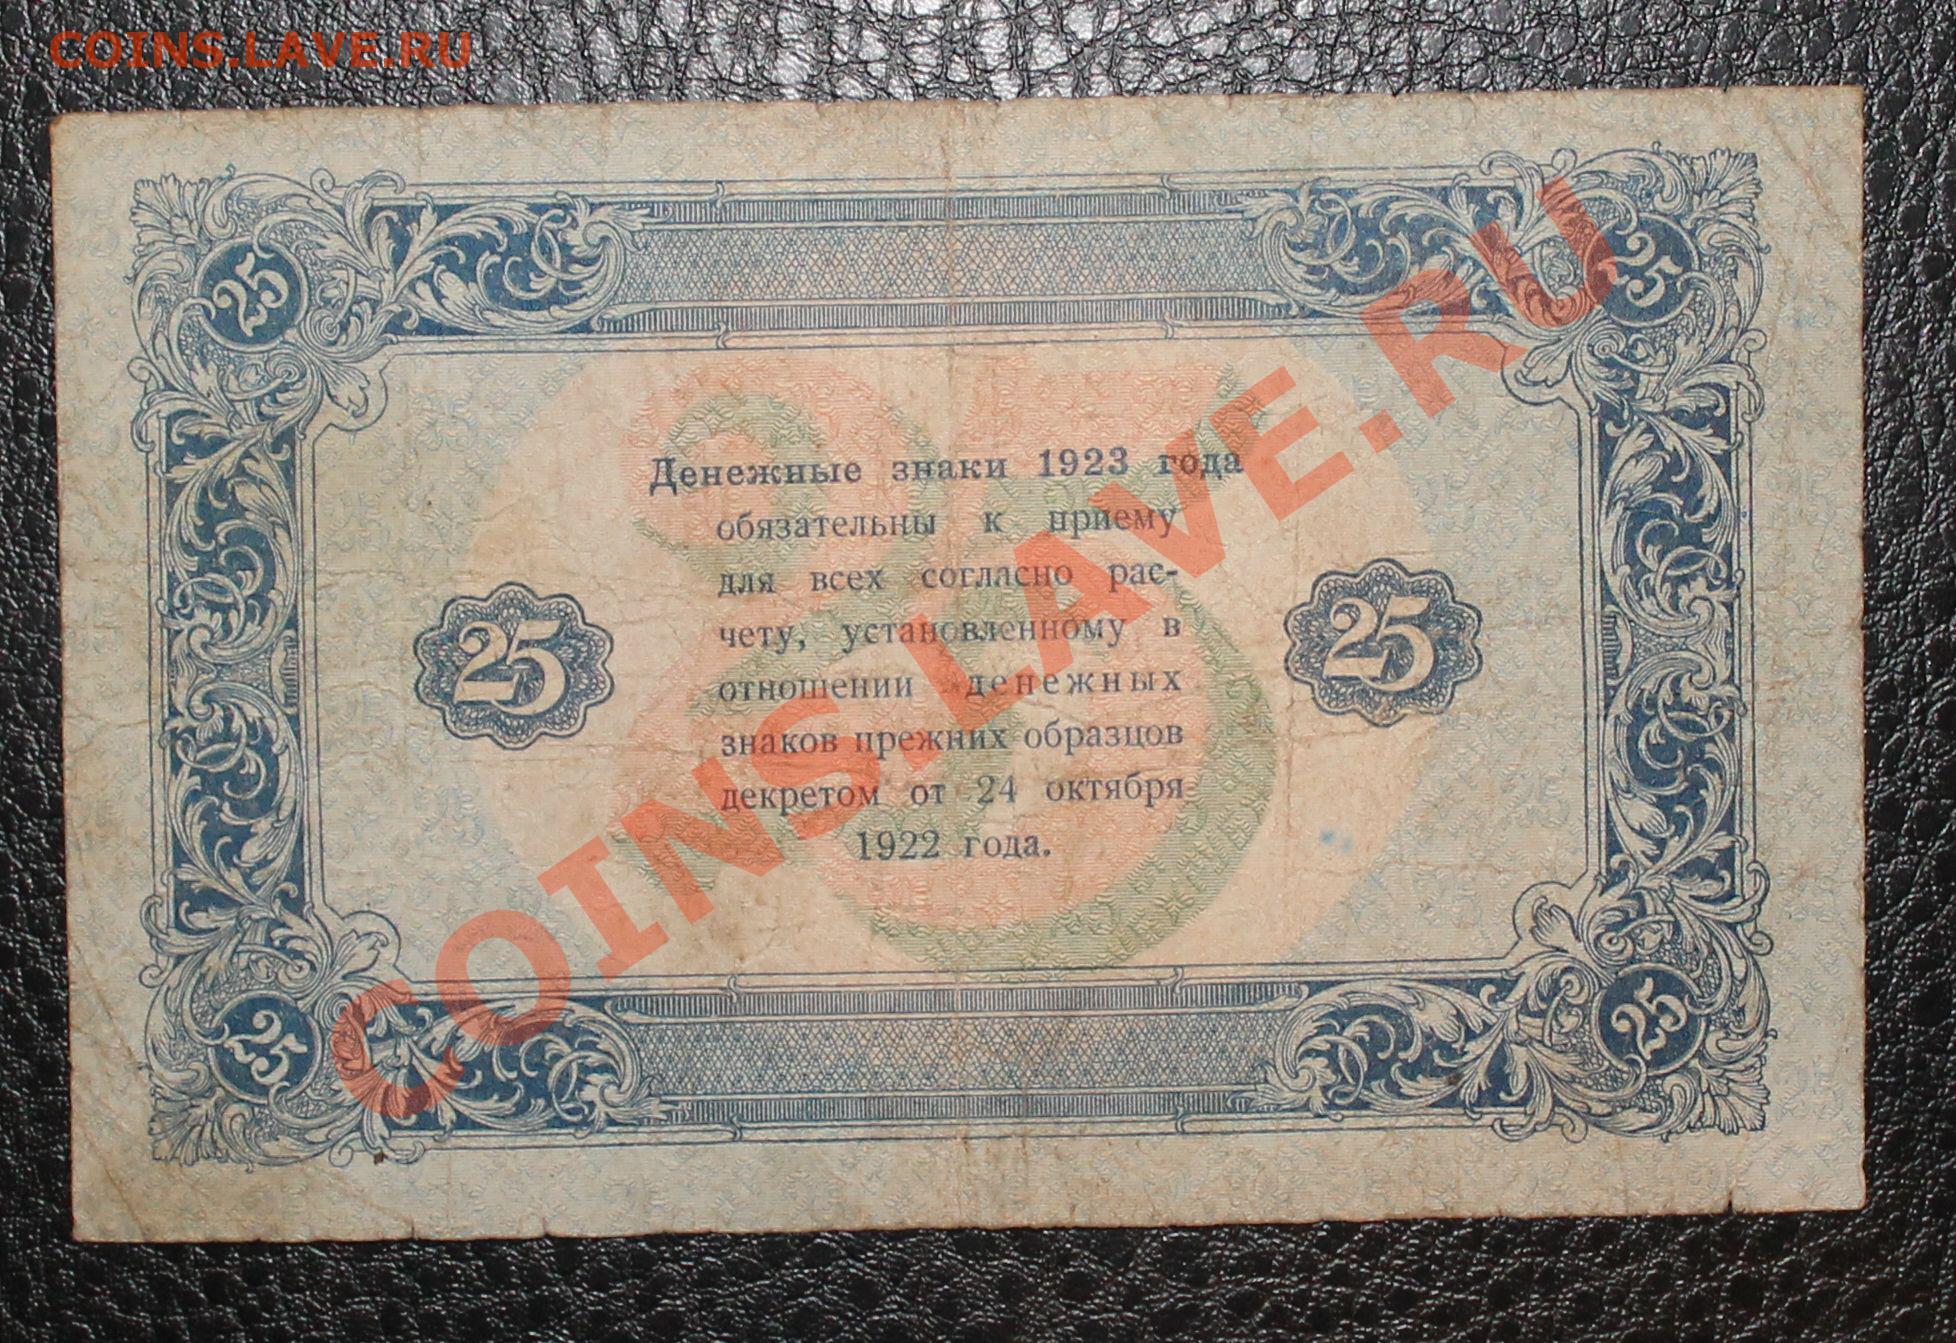 COINS.LAVE.RU
25
25
Денежные знаки 1923 года
обязательны к приему
для всех согласно рас-
чету, установленному в
отношении денежных
знаков прежних образцов
декретом от 24 октября
1922 года.
25
25
25
25
25
COINS.LAVE.RU